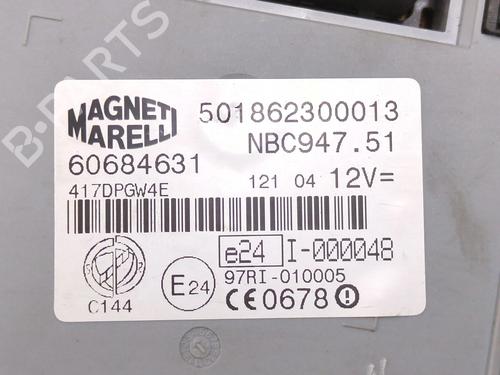 MAGNETI
MARELLI
501862300013
NBC947.51
60684631
417DPGW4E
121 04 12V=
e24 I-000048
97RI-010005
C144
E24
CE0678
B-PARTS